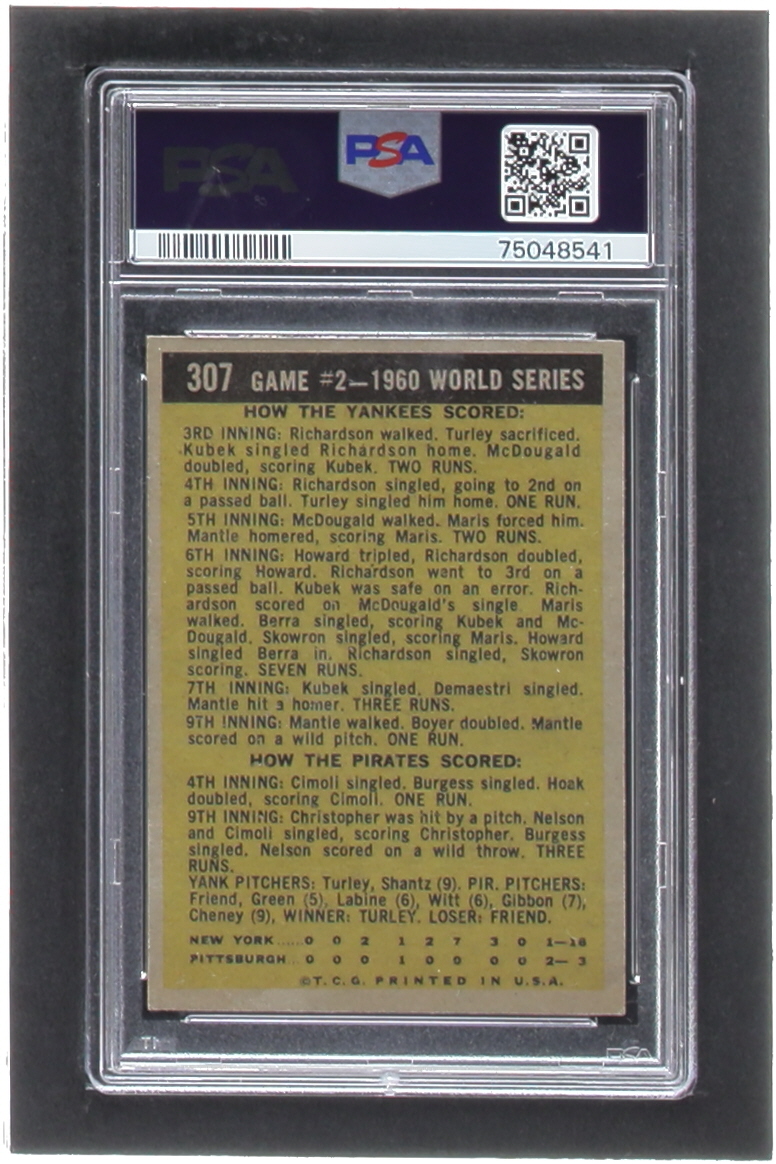 PSA
PSA
75048541
307 GAME #2—1960 WORLD SERIES
HOW THE YANKEES SCORED:
3RD INNING: Richardson walked. Turley sacrificed.
Kubek singled Richardson home. McDougald
doubled, scoring Kubek. TWO RUNS.
4TH INNING: Richardson singled, going to 2nd on
a passed ball. Turley singled him home. ONE RUN.
5TH INNING: McDougald walked. Maris forced him.
Mantle homered, scoring Maris. TWO RUNS.
6TH INNING: Howard tripled, Richardson doubled,
scoring Howard. Richardson went to 3rd on a
passed ball. Kubek was safe on an error. Rich-
ardson scored on McDougald's single. Maris
walked. Berra singled, scoring Kubek and Mc-
Dougald. Skowron singled, scoring Maris. Howard
singled Berra in. Richardson singled, Skowron
scoring. SEVEN RUNS.
7TH INNING: Kubek singled. Demaestri singled.
Mantle hit a homer. THREE RUNS.
9TH INNING: Mantle walked. Boyer doubled. Mantle
scored on a wild pitch. ONE RUN.
HOW THE PIRATES SCORED:
4TH INNING: Cimoli singled. Burgess singled. Hoak
doubled, scoring Cimoli. ONE RUN.
9TH INNING: Christopher was hit by a pitch. Nelson
and Cimoli singled, scoring Christopher. Burgess
singled. Nelson scored on a wild throw. THREE
RUNS.
YANK PITCHERS: Turley, Shantz (9). PIR. PITCHERS:
Friend, Green (5), Labine (6), Witt (6), Gibbon (7),
Cheney (9), WINNER: TURLEY. LOSER: FRIEND.
NEW YORK.....0 0 2 1 2 7 3 0 1—16
PITTSBURGH...0 0 0 1 0 0 0 0 2— 3
©T.C.G. PRINTED IN U.S.A.
PSA